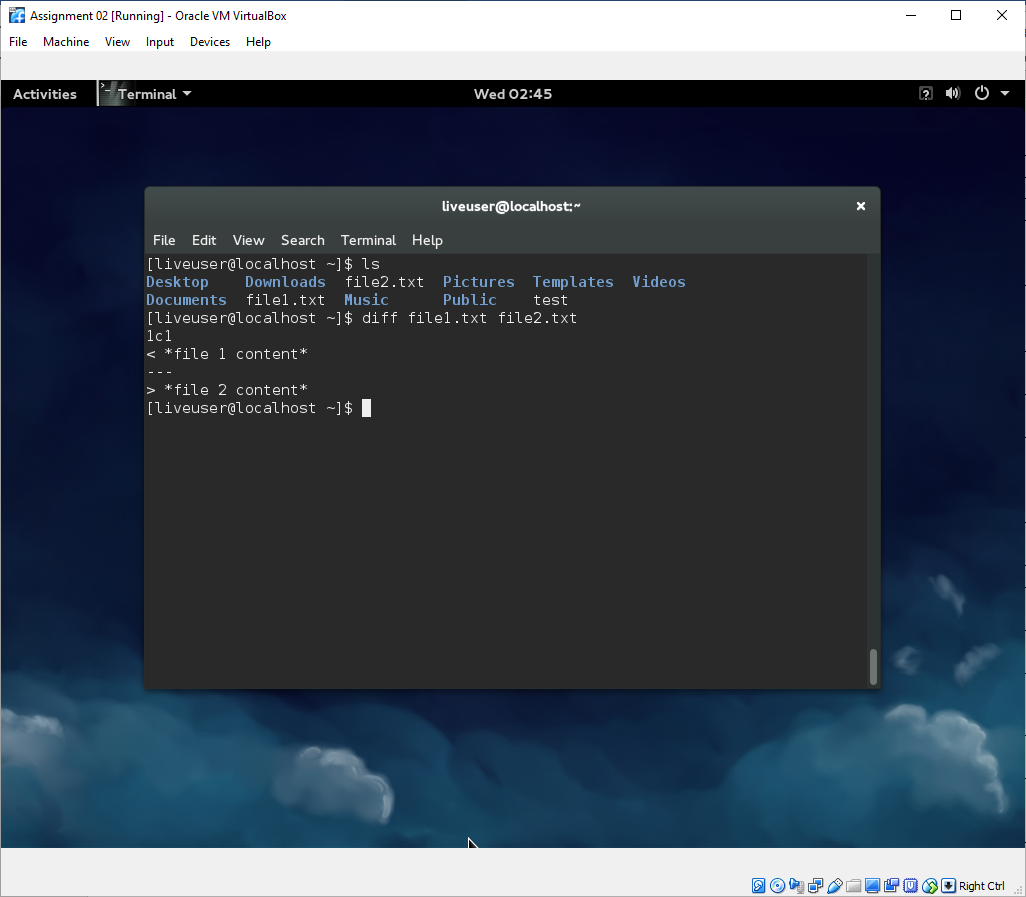 Assignment 02 [Running] - Oracle VM VirtualBox
File Machine View Input Devices Help
Activities Terminal Wed 02:45
liveuser@localhost:~
File Edit View Search Terminal Help
[liveuser@localhost ~]$ ls
Desktop Downloads file2.txt Pictures Templates Videos
Documents file1.txt Music Public test
[liveuser@localhost ~]$ diff file1.txt file2.txt
1c1
< *file 1 content*
---
> *file 2 content*
[liveuser@localhost ~]$
Right Ctrl